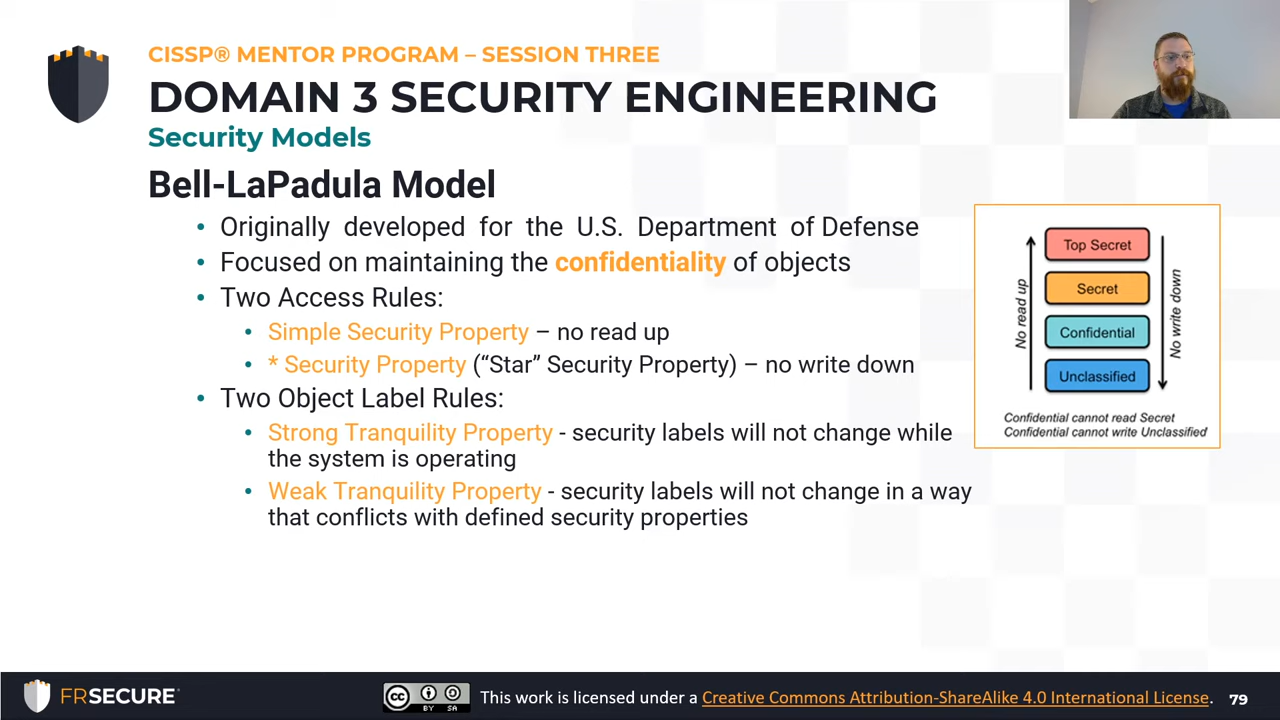 CISSP® MENTOR PROGRAM – SESSION THREE
DOMAIN 3 SECURITY ENGINEERING
Security Models
Bell-LaPadula Model
• Originally developed for the U.S. Department of Defense
• Focused on maintaining the confidentiality of objects
• Two Access Rules:
• Simple Security Property – no read up
• * Security Property (“Star” Security Property) – no write down
• Two Object Label Rules:
• Strong Tranquility Property - security labels will not change while
the system is operating
• Weak Tranquility Property - security labels will not change in a way
that conflicts with defined security properties
No read up
Top Secret
Secret
Confidential
Unclassified
No write down
Confidential cannot read Secret
Confidential cannot write Unclassified
FRSECURE®
cc BY SA
This work is licensed under a Creative Commons Attribution-ShareAlike 4.0 International License.
79